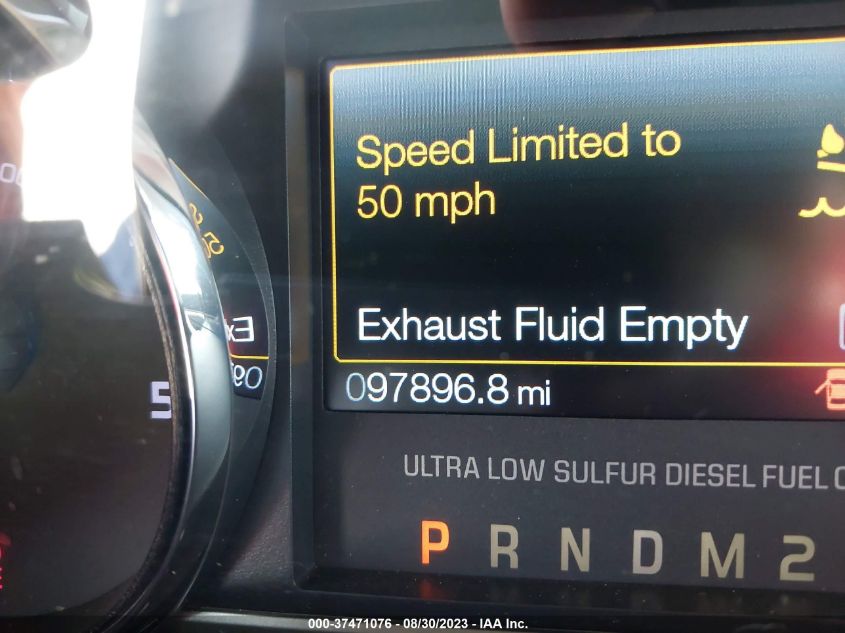 Speed Limited to
50 mph
Exhaust Fluid Empty
097896.8 mi
ULTRA LOW SULFUR DIESEL FUEL
P R N D M 2
5
000-37471076 - 08/30/2023 - IAA Inc.